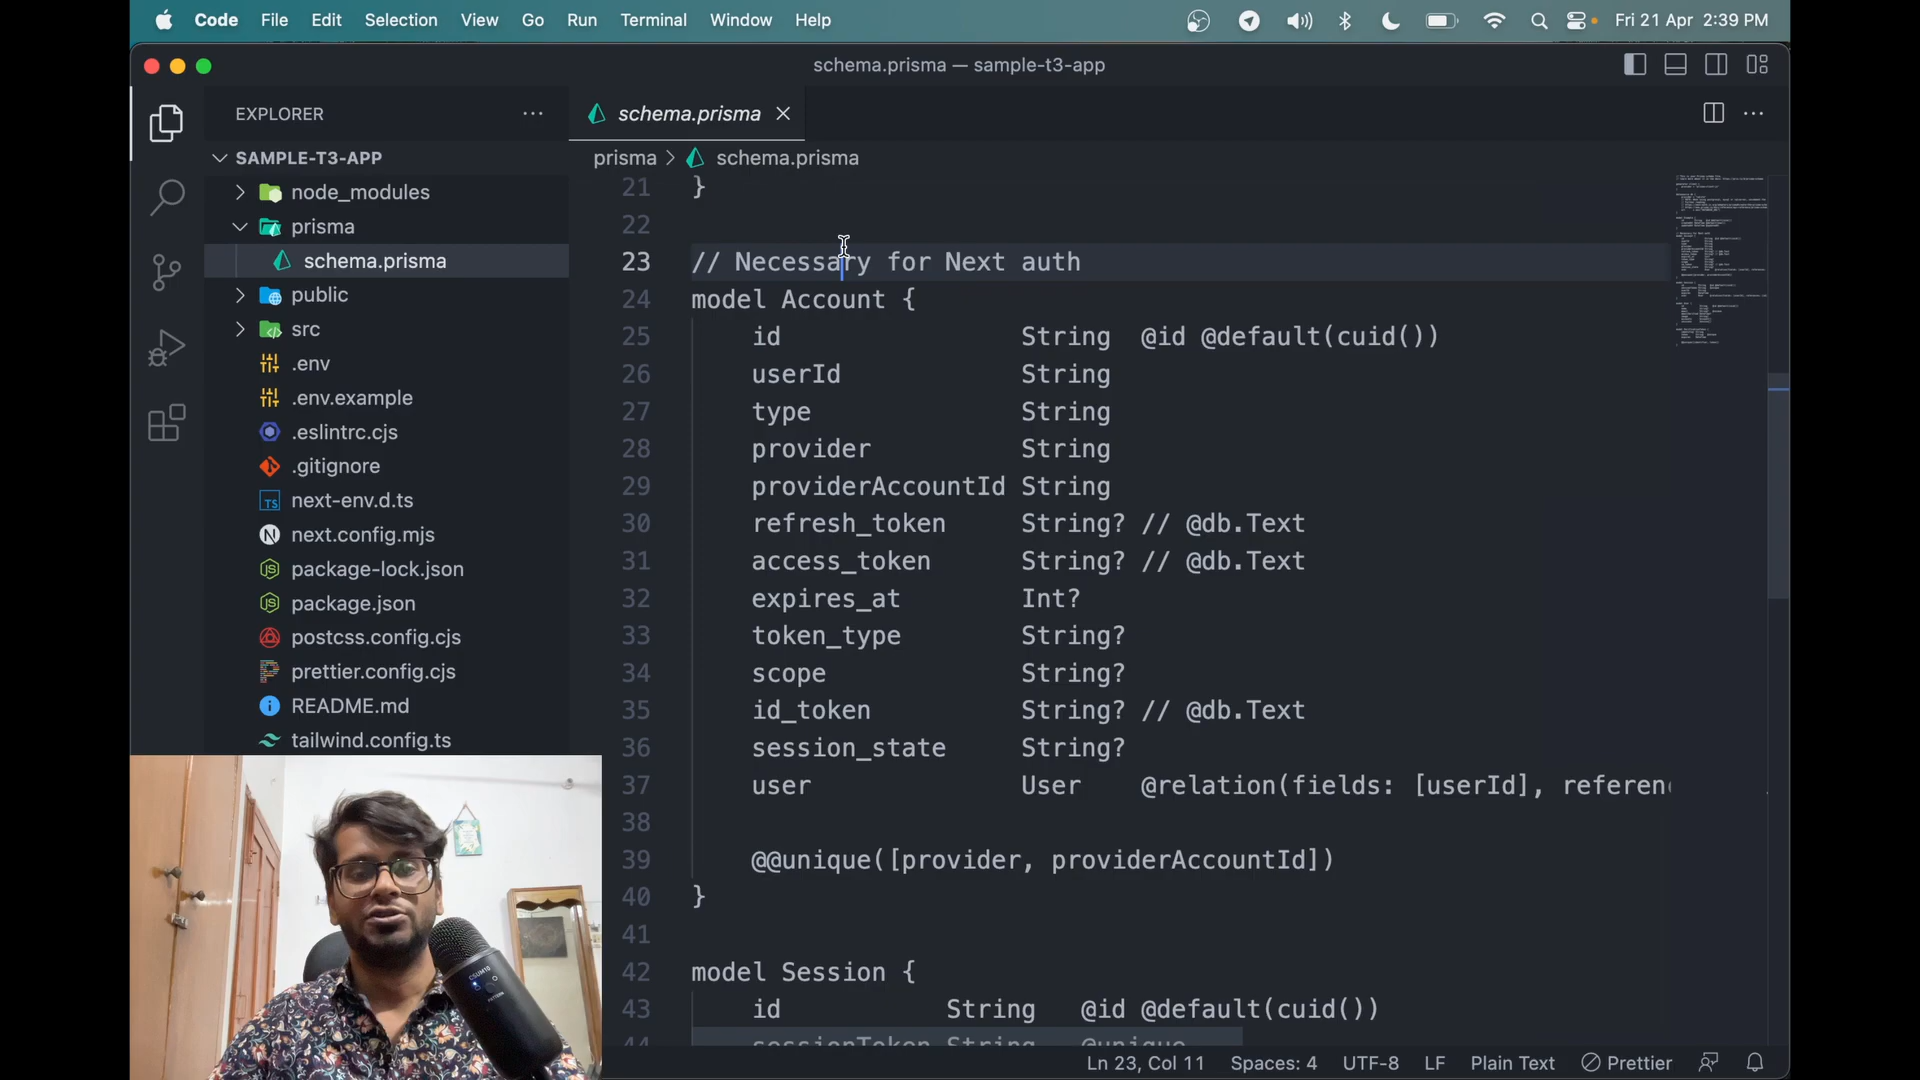 Code File Edit Selection View Go Run Terminal Window Help Fri 21 Apr 2:39 PM
schema.prisma — sample-t3-app
EXPLORER
SAMPLE-T3-APP
node_modules
prisma
schema.prisma
public
src
.env
.env.example
.eslintrc.cjs
.gitignore
next-env.d.ts
next.config.mjs
package-lock.json
package.json
postcss.config.cjs
prettier.config.cjs
README.md
tailwind.config.ts
schema.prisma
prisma > schema.prisma
21 }
22
23 // Necessary for Next auth
24 model Account {
25 id String @id @default(cuid())
26 userId String
27 type String
28 provider String
29 providerAccountId String
30 refresh_token String? // @db.Text
31 access_token String? // @db.Text
32 expires_at Int?
33 token_type String?
34 scope String?
35 id_token String? // @db.Text
36 session_state String?
37 user User @relation(fields: [userId], referen
38
39 @@unique([provider, providerAccountId])
40 }
41
42 model Session {
43 id String @id @default(cuid())
44 sessionToken String @unique
Ln 23, Col 11 Spaces: 4 UTF-8 LF Plain Text Prettier